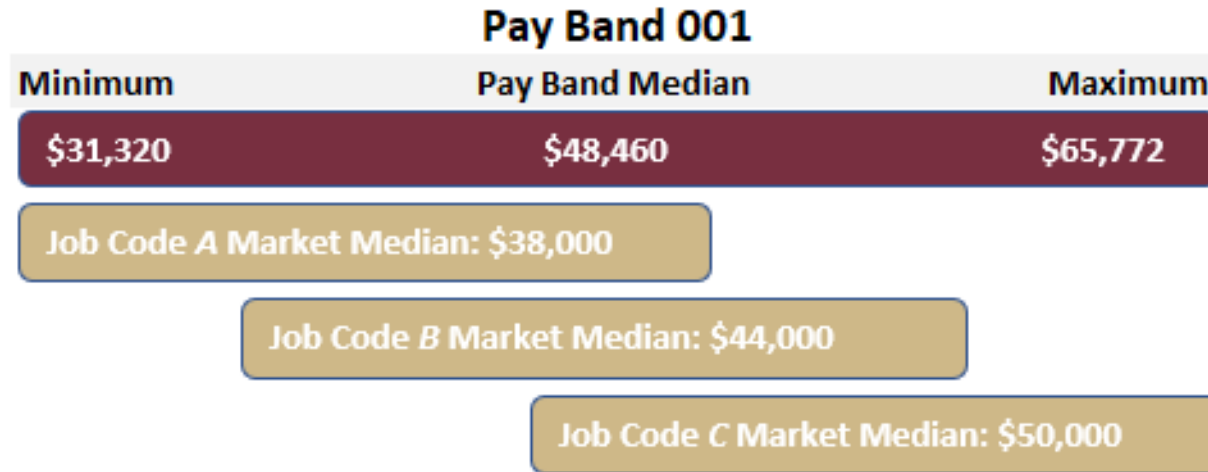 Pay Band 001
Minimum Pay Band Median Maximum
$31,320 $48,460 $65,772
Job Code A Market Median: $38,000
Job Code B Market Median: $44,000
Job Code C Market Median: $50,000